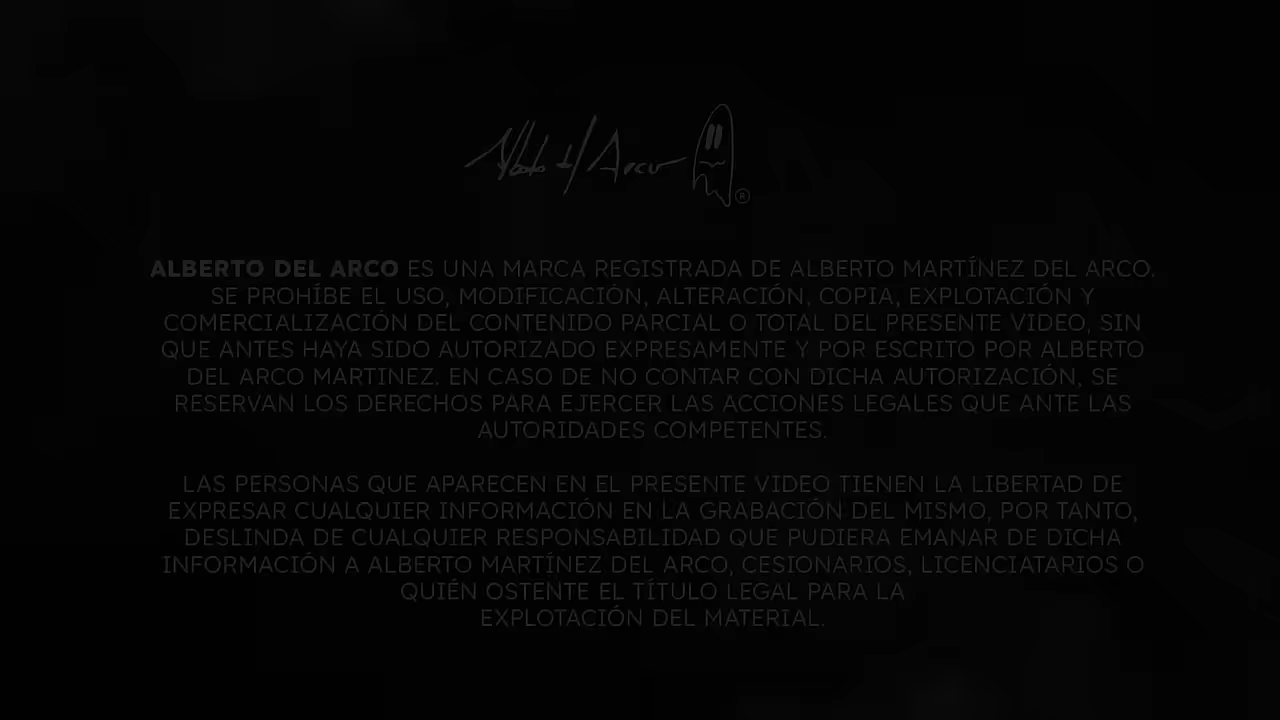 Alberto del Arco ®
ALBERTO DEL ARCO ES UNA MARCA REGISTRADA DE ALBERTO MARTÍNEZ DEL ARCO.
SE PROHÍBE EL USO, MODIFICACIÓN, ALTERACIÓN, COPIA, EXPLOTACIÓN Y
COMERCIALIZACIÓN DEL CONTENIDO PARCIAL O TOTAL DEL PRESENTE VIDEO, SIN
QUE ANTES HAYA SIDO AUTORIZADO EXPRESAMENTE Y POR ESCRITO POR ALBERTO
DEL ARCO MARTINEZ. EN CASO DE NO CONTAR CON DICHA AUTORIZACIÓN, SE
RESERVAN LOS DERECHOS PARA EJERCER LAS ACCIONES LEGALES QUE ANTE LAS
AUTORIDADES COMPETENTES.
LAS PERSONAS QUE APARECEN EN EL PRESENTE VIDEO TIENEN LA LIBERTAD DE
EXPRESAR CUALQUIER INFORMACIÓN EN LA GRABACIÓN DEL MISMO, POR TANTO,
DESLINDA DE CUALQUIER RESPONSABILIDAD QUE PUDIERA EMANAR DE DICHA
INFORMACIÓN A ALBERTO MARTÍNEZ DEL ARCO, CESIONARIOS, LICENCIATARIOS O
QUIÉN OSTENTE EL TÍTULO LEGAL PARA LA
EXPLOTACIÓN DEL MATERIAL.